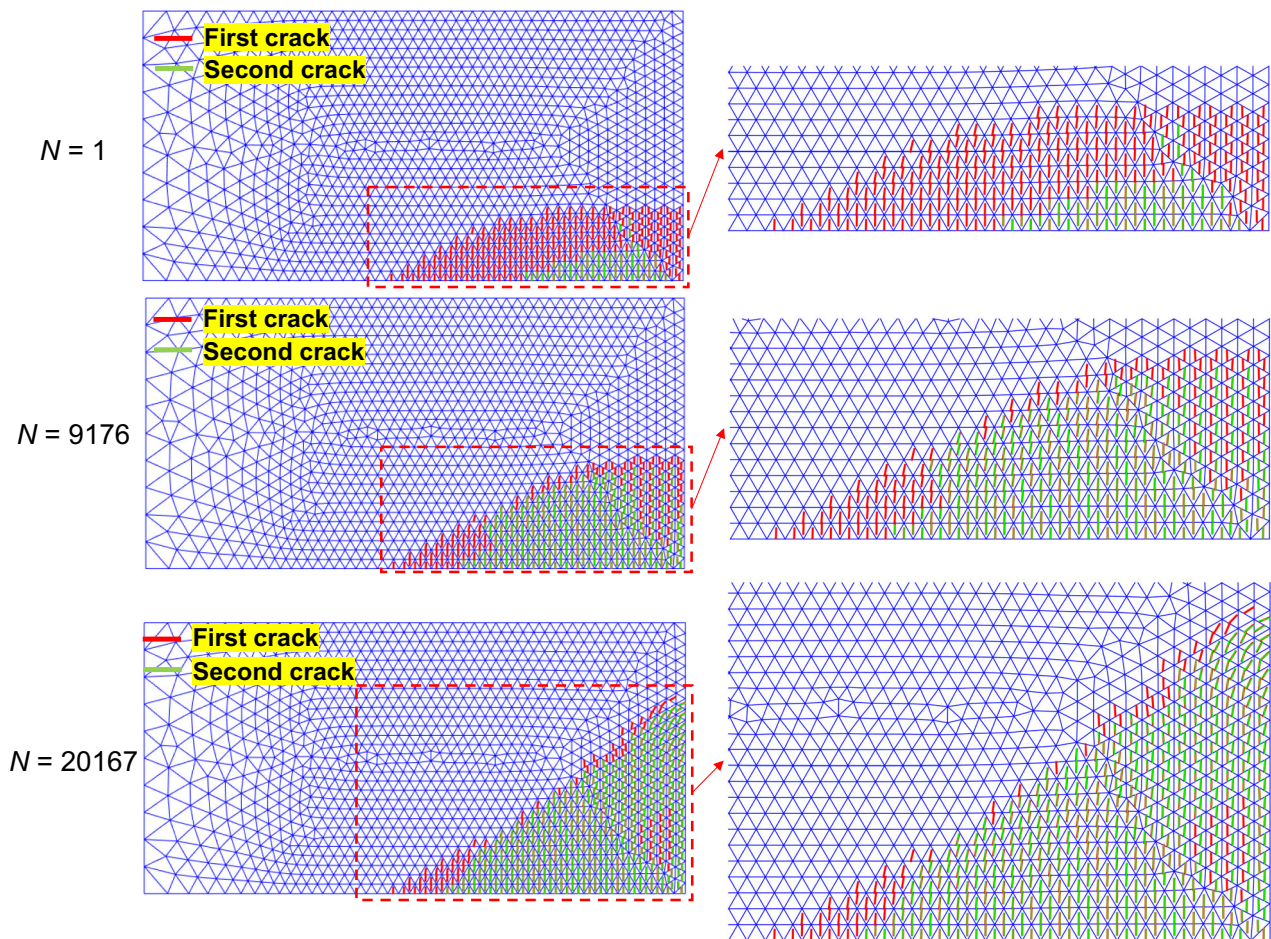 First crack
Second crack
N = 1
First crack
Second crack
N = 9176
First crack
Second crack
N = 20167